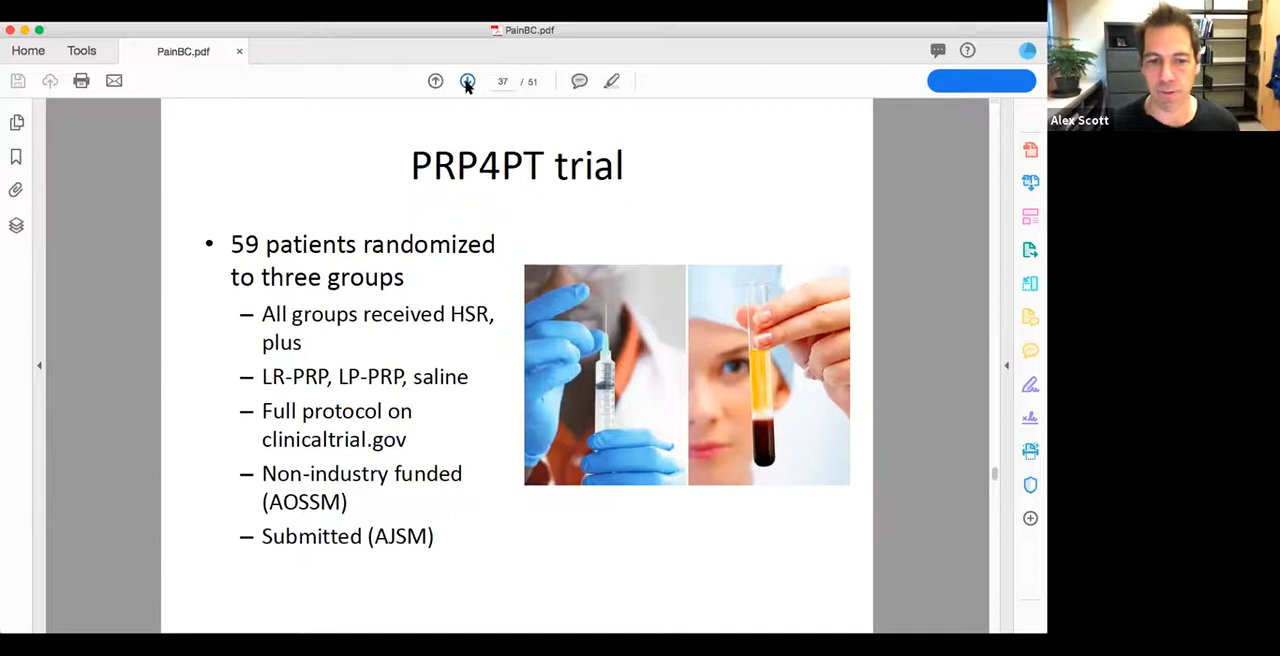 PainBC.pdf
Home
Tools
PainBC.pdf
37 / 51
Alex Scott
PRP4PT trial
• 59 patients randomized
to three groups
– All groups received HSR,
plus
– LR-PRP, LP-PRP, saline
– Full protocol on
clinicaltrial.gov
– Non-industry funded
(AOSSM)
– Submitted (AJSM)